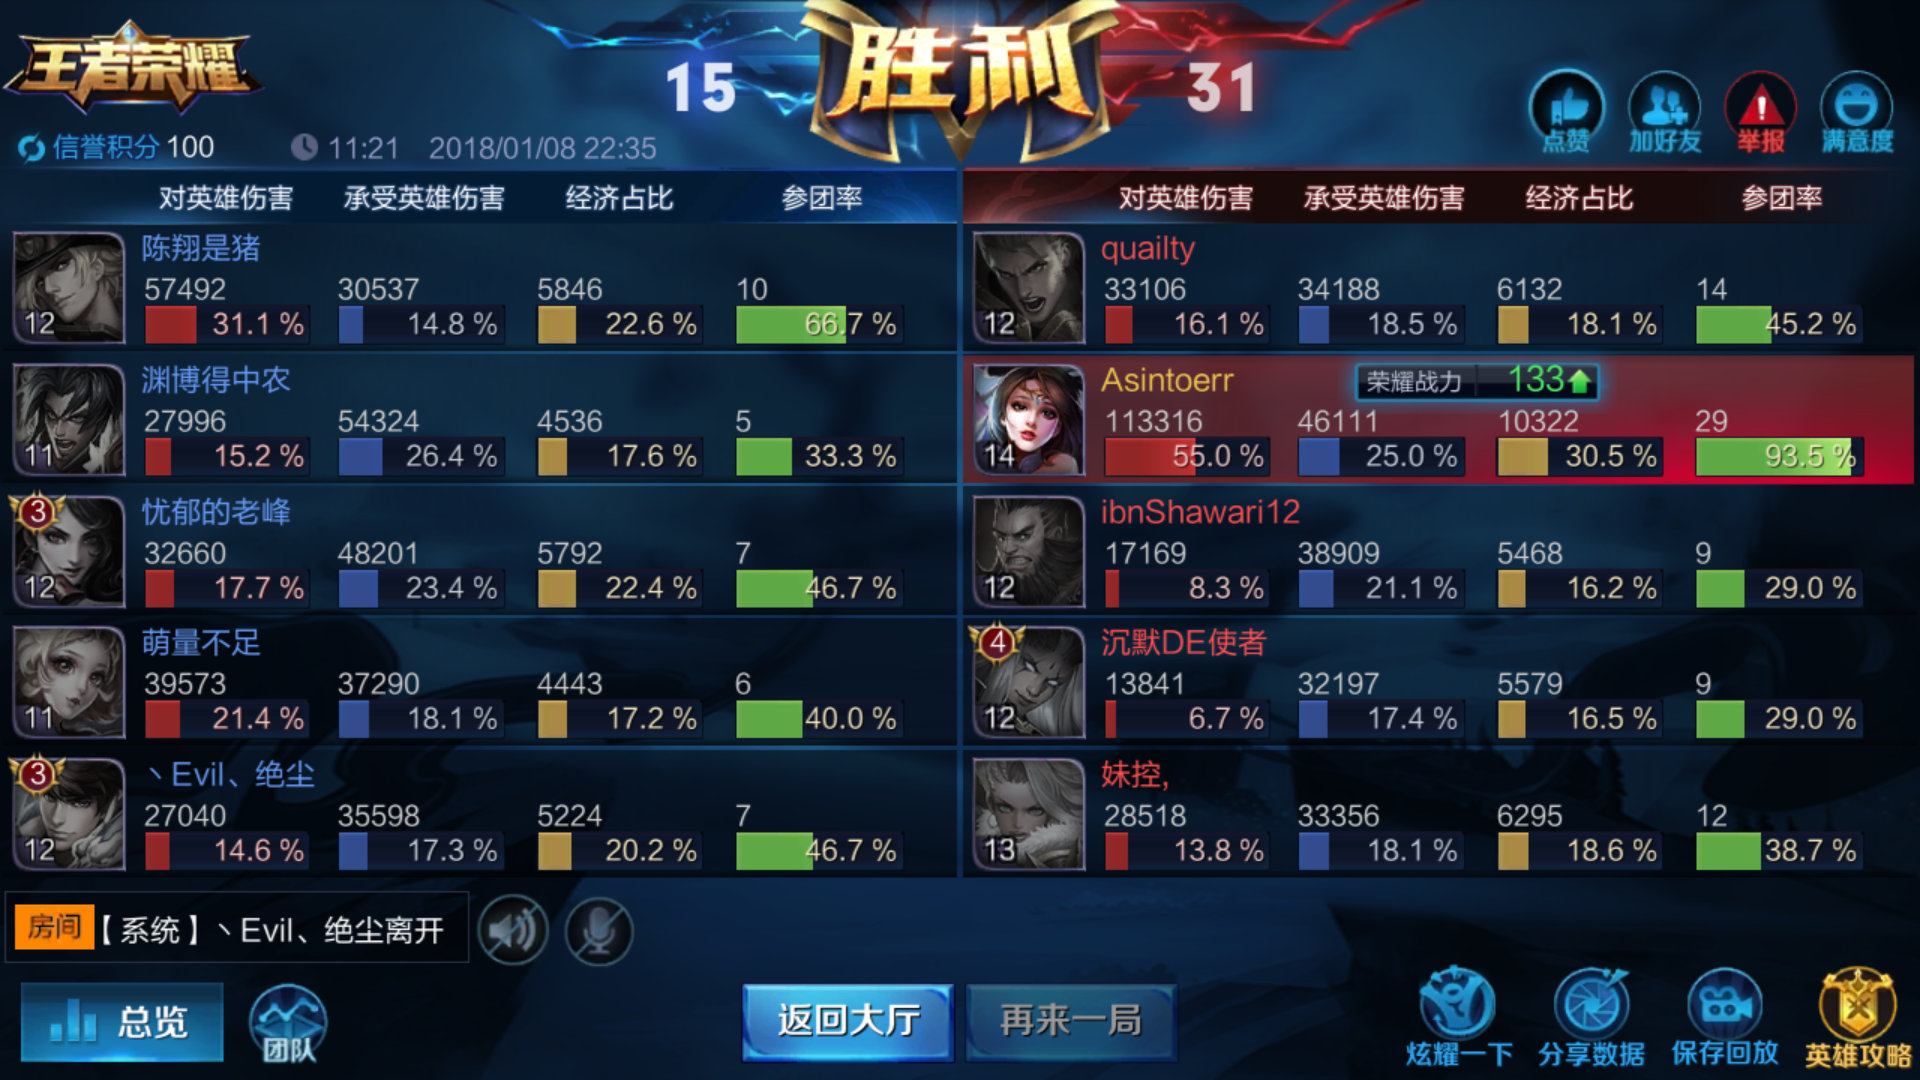 王者荣耀
15 胜利 31
信誉积分 100 11:21 2018/01/08 22:35
点赞 加好友 举报 满意度
对英雄伤害 承受英雄伤害 经济占比 参团率
陈翔是猪
57492 30537 5846 10
12 31.1 % 14.8 % 22.6 % 66.7 %
渊博得中农
27996 54324 4536 5
11 15.2 % 26.4 % 17.6 % 33.3 %
3 忧郁的老峰
32660 48201 5792 7
12 17.7 % 23.4 % 22.4 % 46.7 %
萌量不足
39573 37290 4443 6
11 21.4 % 18.1 % 17.2 % 40.0 %
3 丶Evil、绝尘
27040 35598 5224 7
12 14.6 % 17.3 % 20.2 % 46.7 %
对英雄伤害 承受英雄伤害 经济占比 参团率
quailty
33106 34188 6132 14
12 16.1 % 18.5 % 18.1 % 45.2 %
Asintoerr 荣耀战力 133
113316 46111 10322 29
14 55.0 % 25.0 % 30.5 % 93.5 %
ibnShawari12
17169 38909 5468 9
12 8.3 % 21.1 % 16.2 % 29.0 %
4 沉默DE使者
13841 32197 5579 9
12 6.7 % 17.4 % 16.5 % 29.0 %
妹控,
28518 33356 6295 12
13 13.8 % 18.1 % 18.6 % 38.7 %
房间【系统】丶Evil、绝尘离开
总览 团队 返回大厅 再来一局 炫耀一下 分享数据 保存回放 英雄攻略